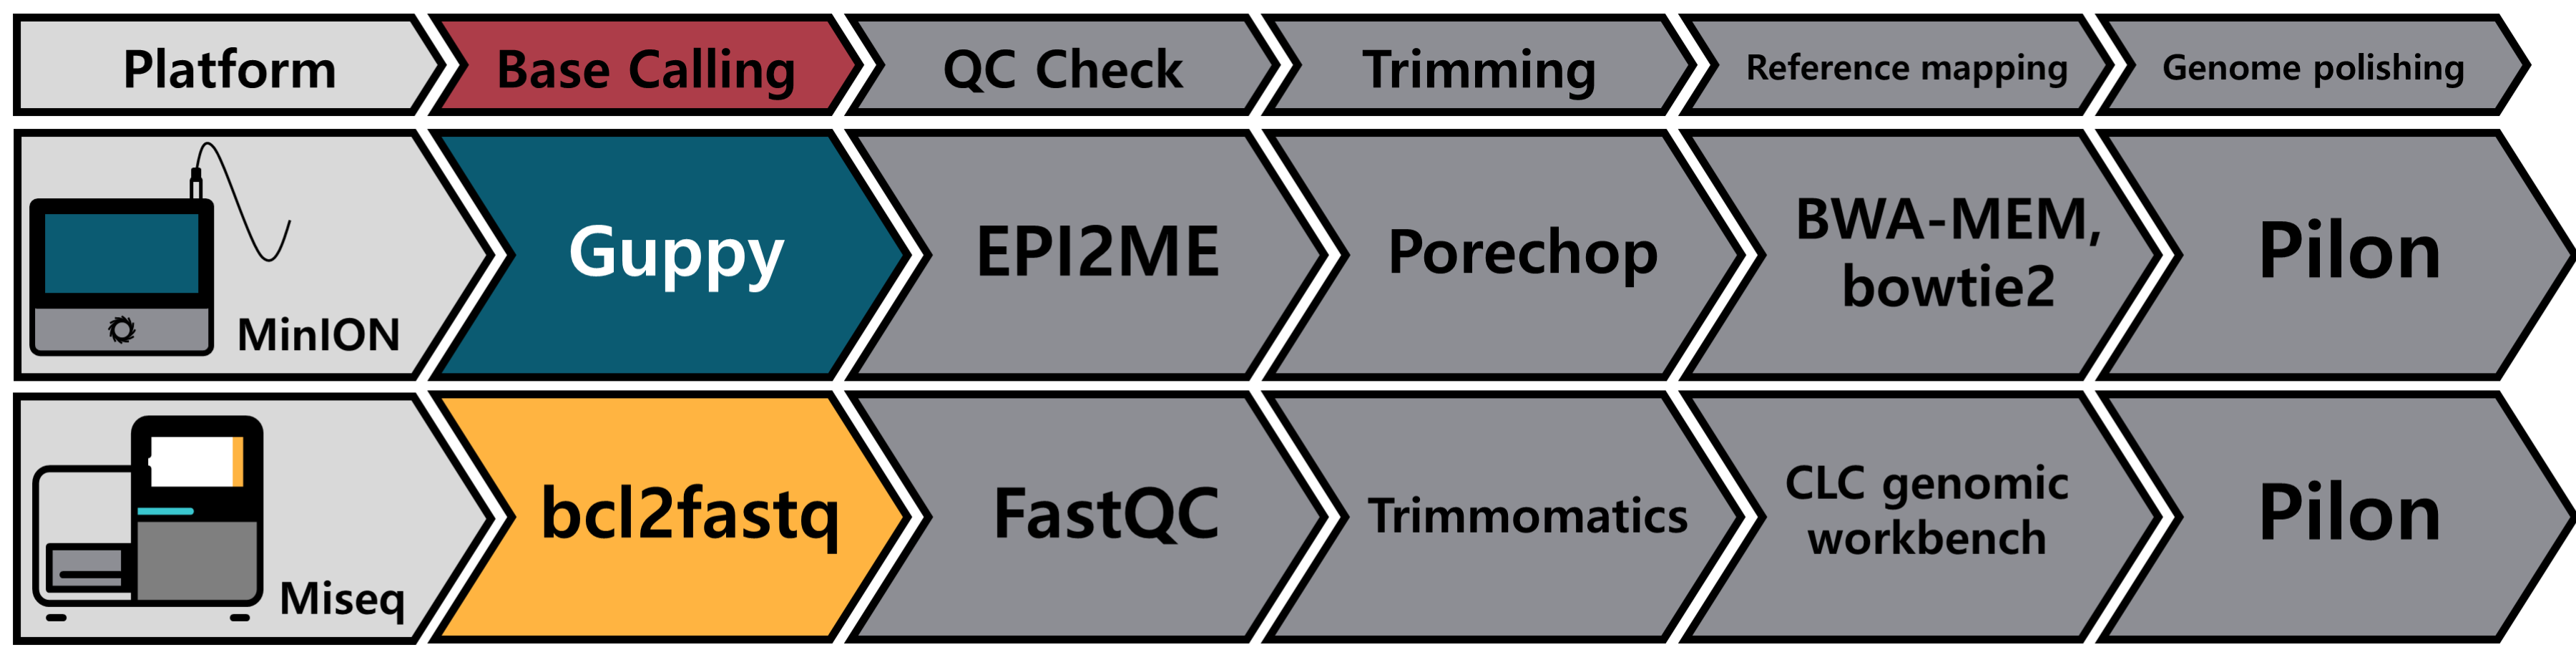 Platform
Base Calling
QC Check
Trimming
Reference mapping
Genome polishing
MinION
Guppy
EPI2ME
Porechop
BWA-MEM,
bowtie2
Pilon
Miseq
bcl2fastq
FastQC
Trimmomatics
CLC genomic
workbench
Pilon